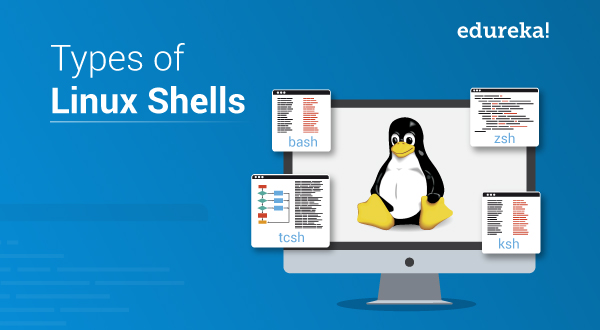 edureka!
Types of
Linux Shells
bash
zsh
tcsh
ksh